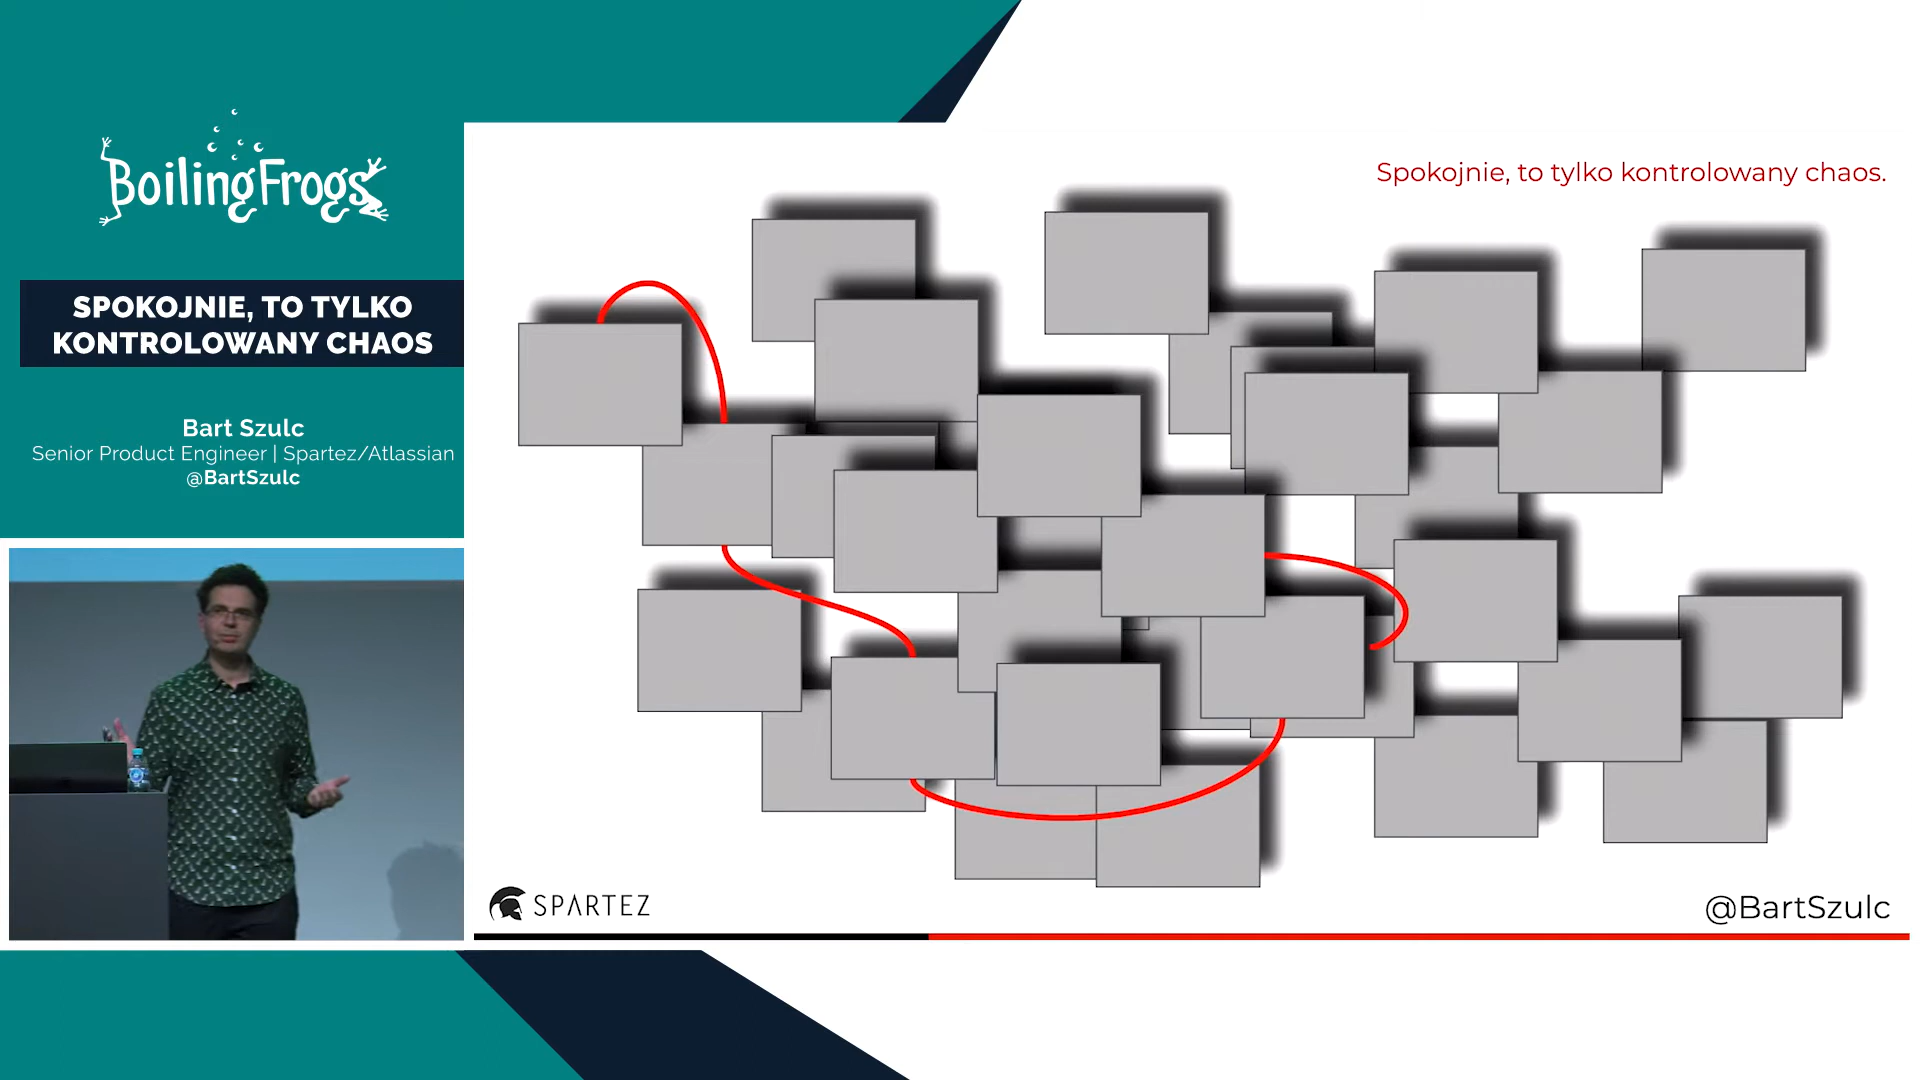 BoilingFrogs
SPOKOJNIE, TO TYLKO
KONTROLOWANY CHAOS
Bart Szulc
Senior Product Engineer | Spartez/Atlassian
@BartSzulc
Spokojnie, to tylko kontrolowany chaos.
SPARTEZ
@BartSzulc